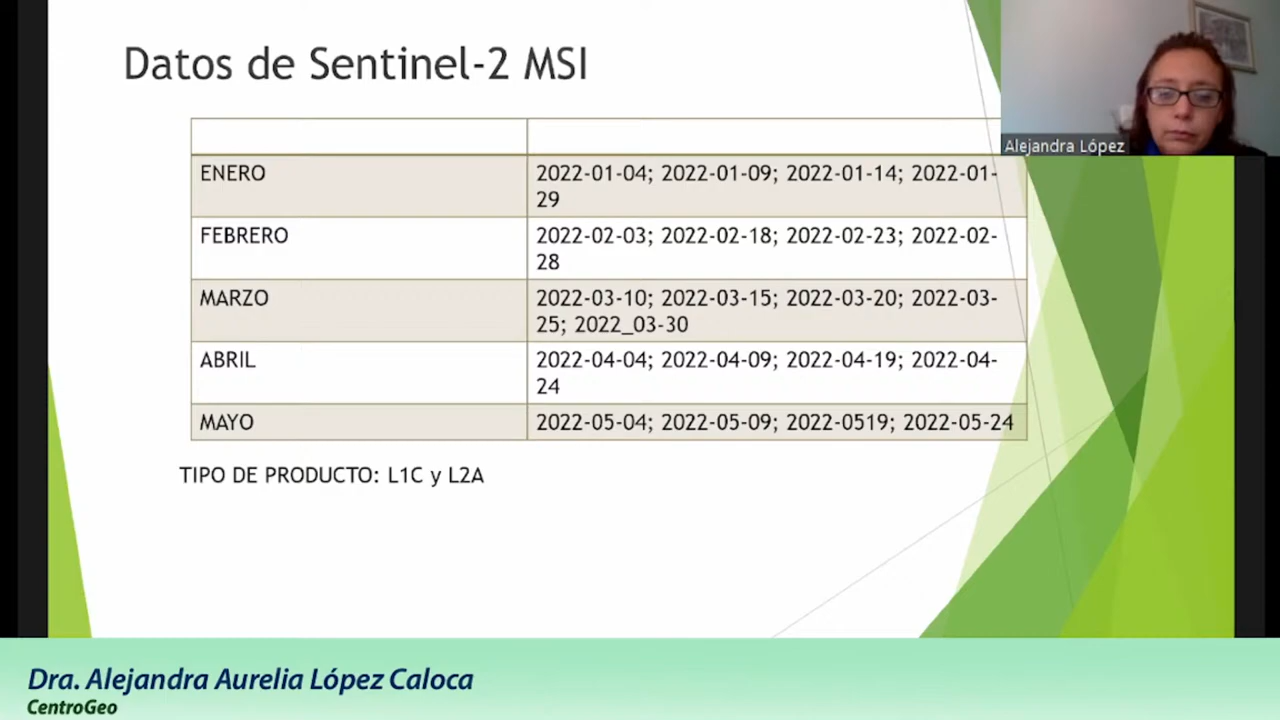 Datos de Sentinel-2 MSI
Alejandra López
ENERO
2022-01-04; 2022-01-09; 2022-01-14; 2022-01-
29
FEBRERO
2022-02-03; 2022-02-18; 2022-02-23; 2022-02-
28
MARZO
2022-03-10; 2022-03-15; 2022-03-20; 2022-03-
25; 2022_03-30
ABRIL
2022-04-04; 2022-04-09; 2022-04-19; 2022-04-
24
MAYO
2022-05-04; 2022-05-09; 2022-0519; 2022-05-24
TIPO DE PRODUCTO: L1C y L2A
Dra. Alejandra Aurelia López Caloca
CentroGeo